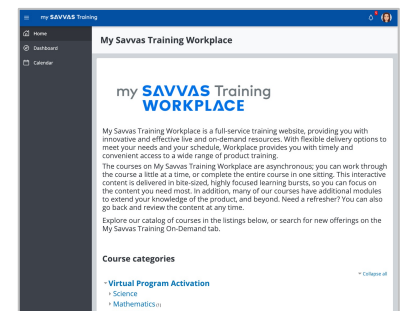 my SAVVAS Training
Home
Dashboard
Calendar
My Savvas Training Workplace
my SAVVAS Training
WORKPLACE
My Savvas Training Workplace is a full-service training website, providing you with
innovative and effective live and on-demand resources. With flexible delivery options to
meet your needs and your schedule, Workplace provides you with timely and
convenient access to a wide range of product training.
The courses on My Savvas Training Workplace are asynchronous; you can work through
the course a little at a time, or complete the entire course in one sitting. This interactive
content is delivered in bite-sized, highly focused learning bursts, so you can focus on
the content you need most. In addition, many of our courses have additional modules
to extend your knowledge of the product, and beyond. Need a refresher? You can also
go back and review the content at any time.
Explore our catalog of courses in the listings below, or search for new offerings on the
My Savvas Training On-Demand tab.
Course categories
Collapse all
Virtual Program Activation
Science
Mathematics (1)